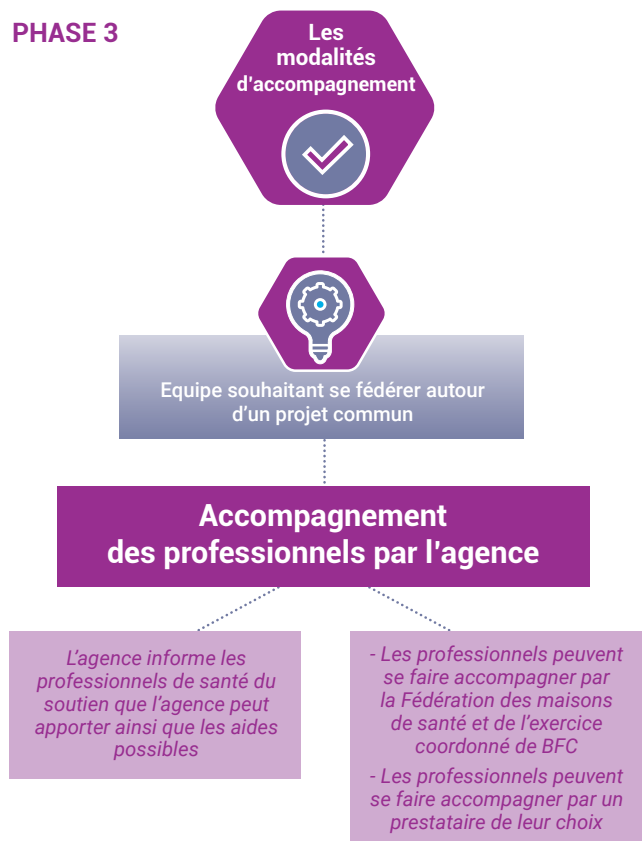 PHASE 3
Les
modalités
d'accompagnement
Equipe souhaitant se fédérer autour
d'un projet commun
Accompagnement
des professionnels par l'agence
L'agence informe les
professionnels de santé du
soutien que l'agence peut
apporter ainsi que les aides
possibles
- Les professionnels peuvent
se faire accompagner par
la Fédération des maisons
de santé et de l'exercice
coordonné de BFC
- Les professionnels peuvent
se faire accompagner par un
prestataire de leur choix